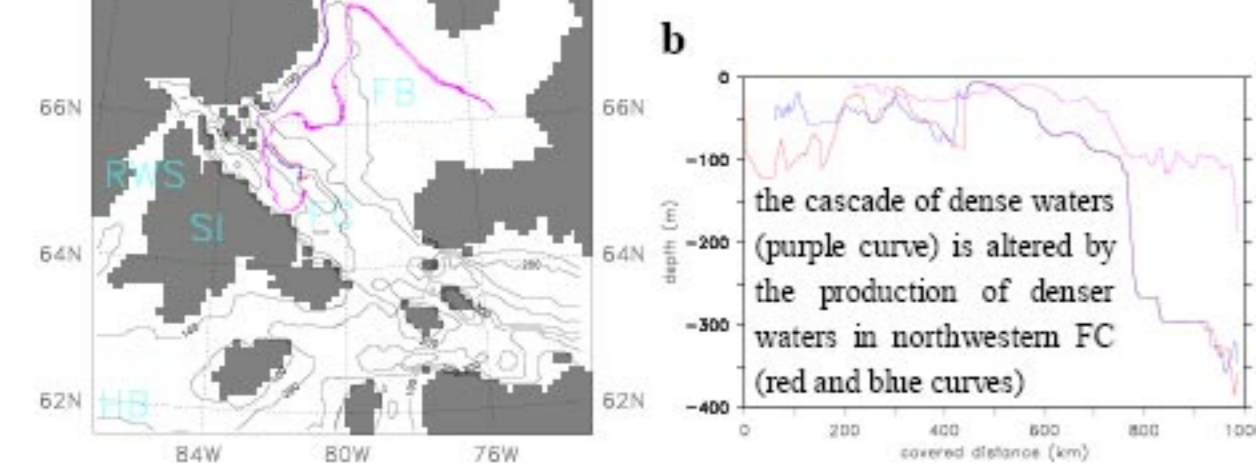 b
66N
FB
66N
RWS
SI
64N
64N
62N
HB
62N
84W
80W
76W
0
-100
-200
-300
-400
depth (m)
the cascade of dense waters
(purple curve) is altered by
the production of denser
waters in northwestern FC
(red and blue curves)
0
200
400
600
800
100
covered distance (km)